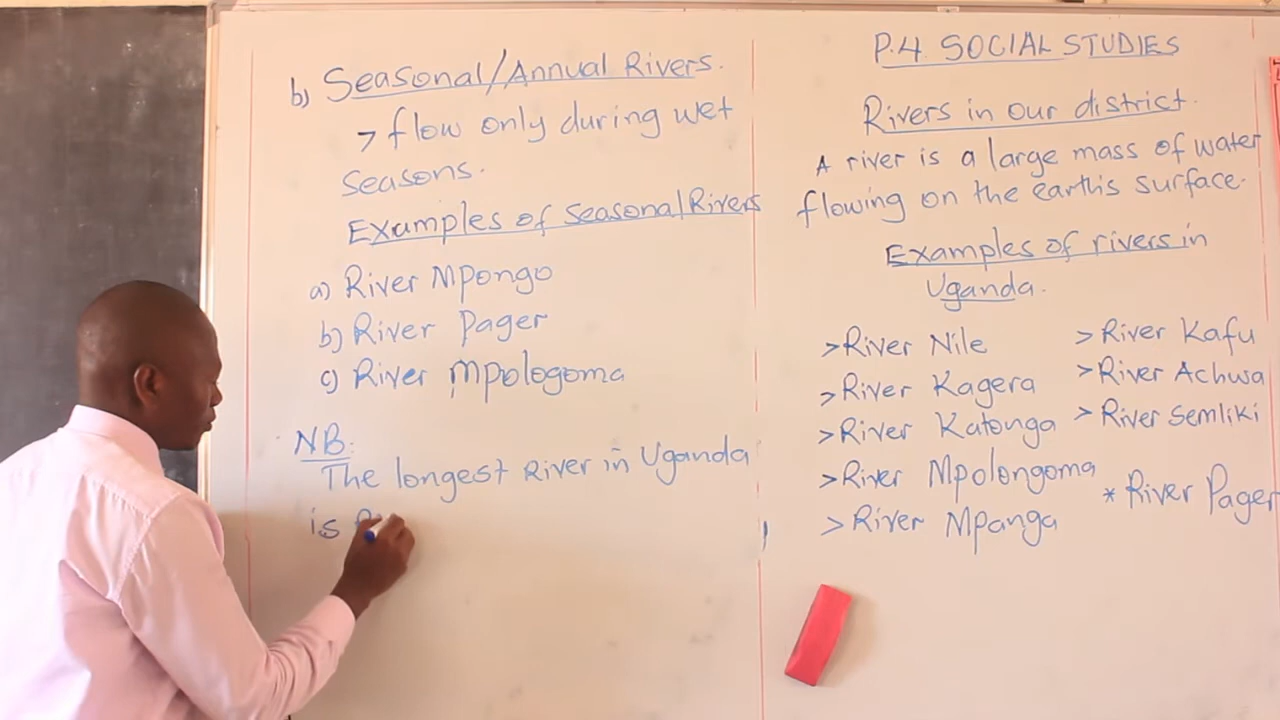 P.4 SOCIAL STUDIES
Rivers in our district.
A river is a large mass of water
flowing on the earth's surface.
Examples of rivers in
Uganda.
>River Nile
>River Kagera
>River Katonga
>River Mpolongoma
>River Mpanga
>River Kafu
>River Achwa
>River Semliki
* River Pager
b) Seasonal/Annual Rivers.
> flow only during wet
seasons.
Examples of Seasonal Rivers
a) River Mpongo
b) River Pager
c) River Mpologoma
NB:
The longest River in Uganda
is